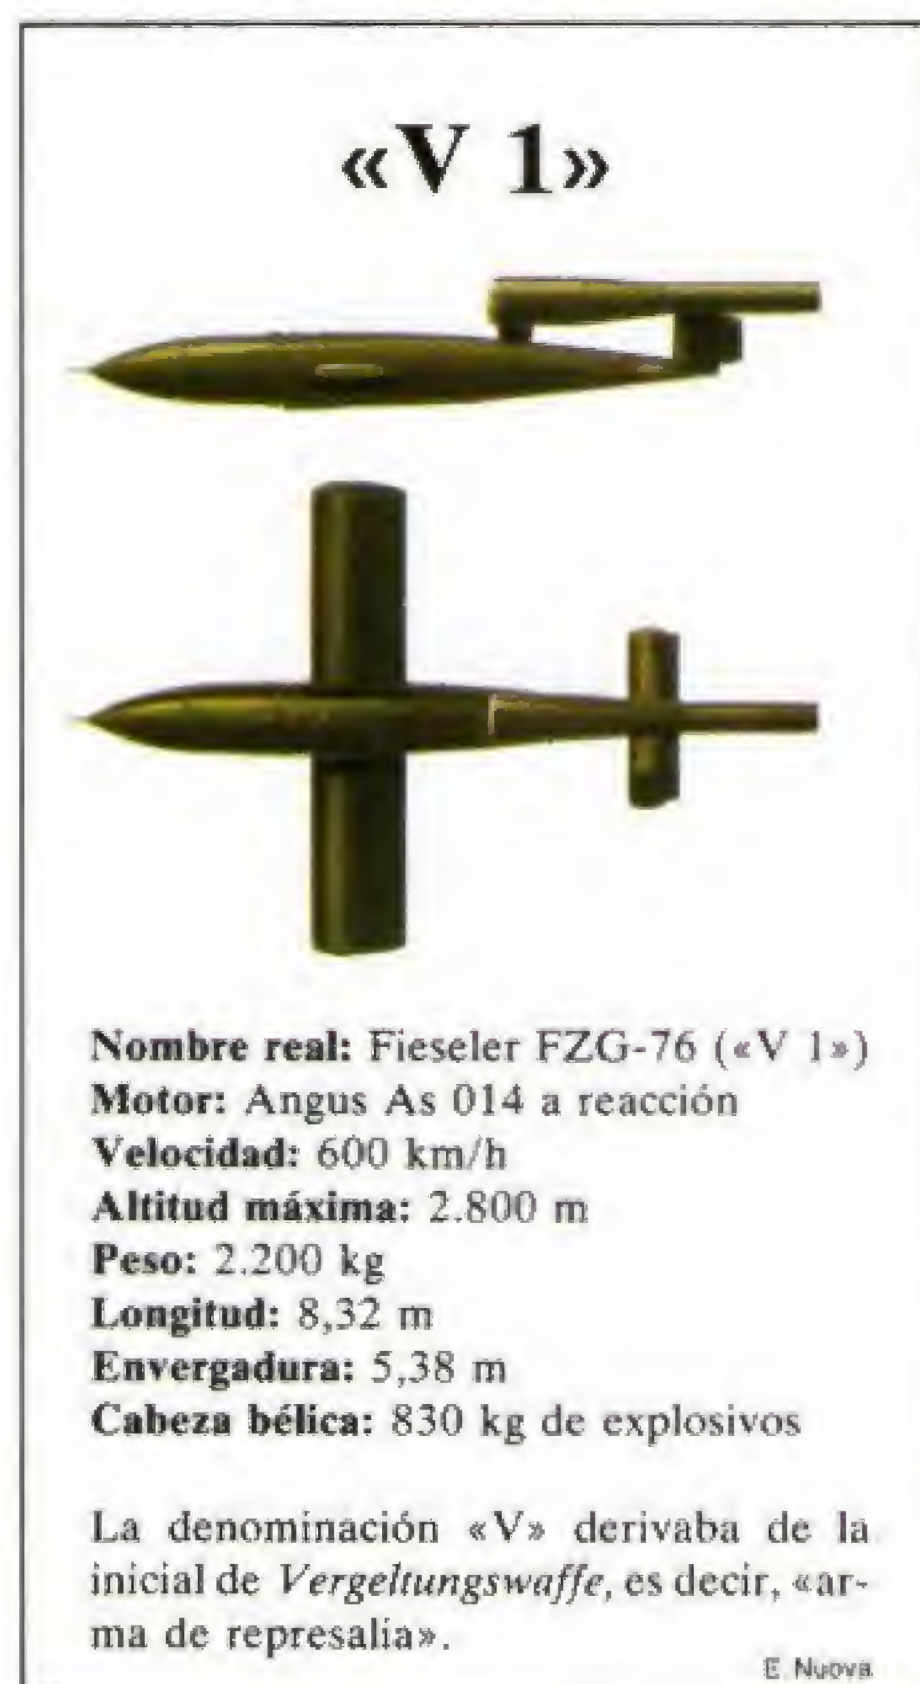 «V 1»
Nombre real: Fieseler FZG-76 («V 1»)
Motor: Angus As 014 a reacción
Velocidad: 600 km/h
Altitud máxima: 2.800 m
Peso: 2.200 kg
Longitud: 8,32 m
Envergadura: 5,38 m
Cabeza bélica: 830 kg de explosivos
La denominación «V» derivaba de la
inicial de Vergeltungswaffe, es decir, «ar-
ma de represalia».
E. Nuova